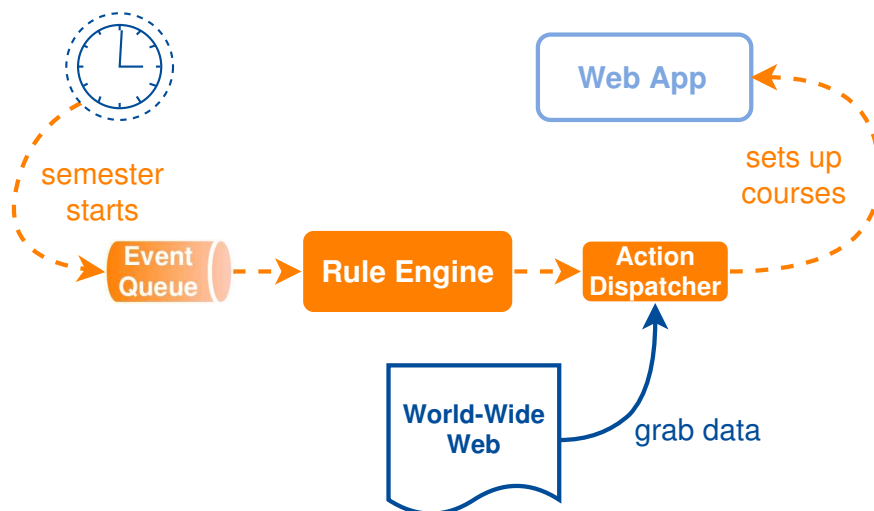 Web App
semester
starts
sets up
courses
Event
Queue
Rule Engine
Action
Dispatcher
World-Wide
Web
grab data